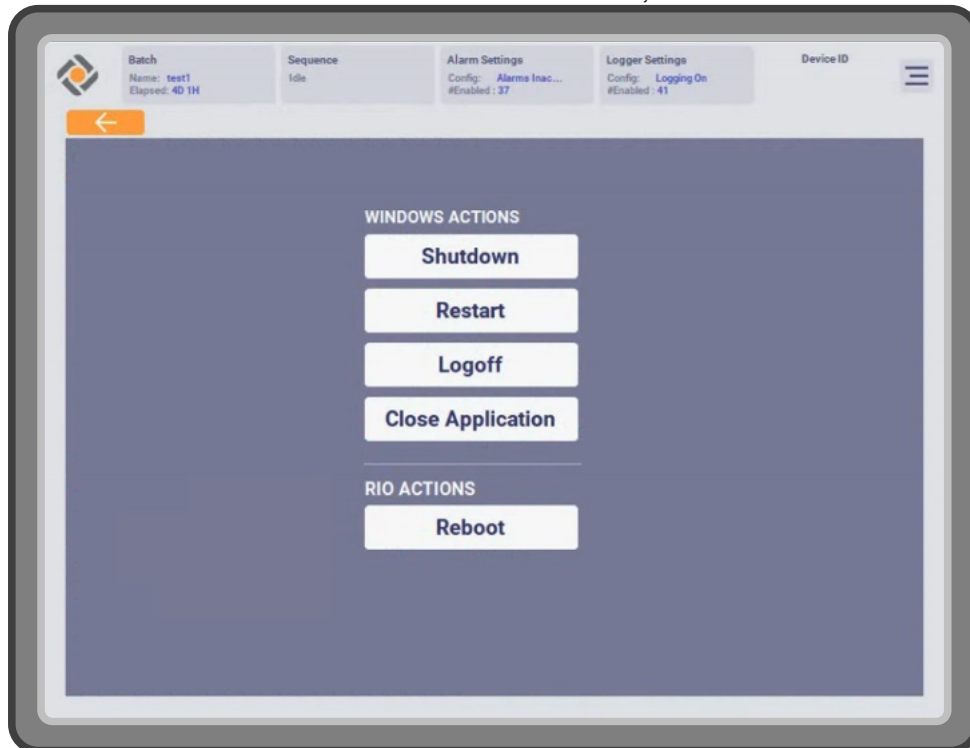 Batch
Name: test1
Elapsed: 4D 1H
Sequence
Idle
Alarm Settings
Config: Alarms Inac...
#Enabled : 37
Logger Settings
Config: Logging On
#Enabled : 41
Device ID
WINDOWS ACTIONS
Shutdown
Restart
Logoff
Close Application
RIO ACTIONS
Reboot